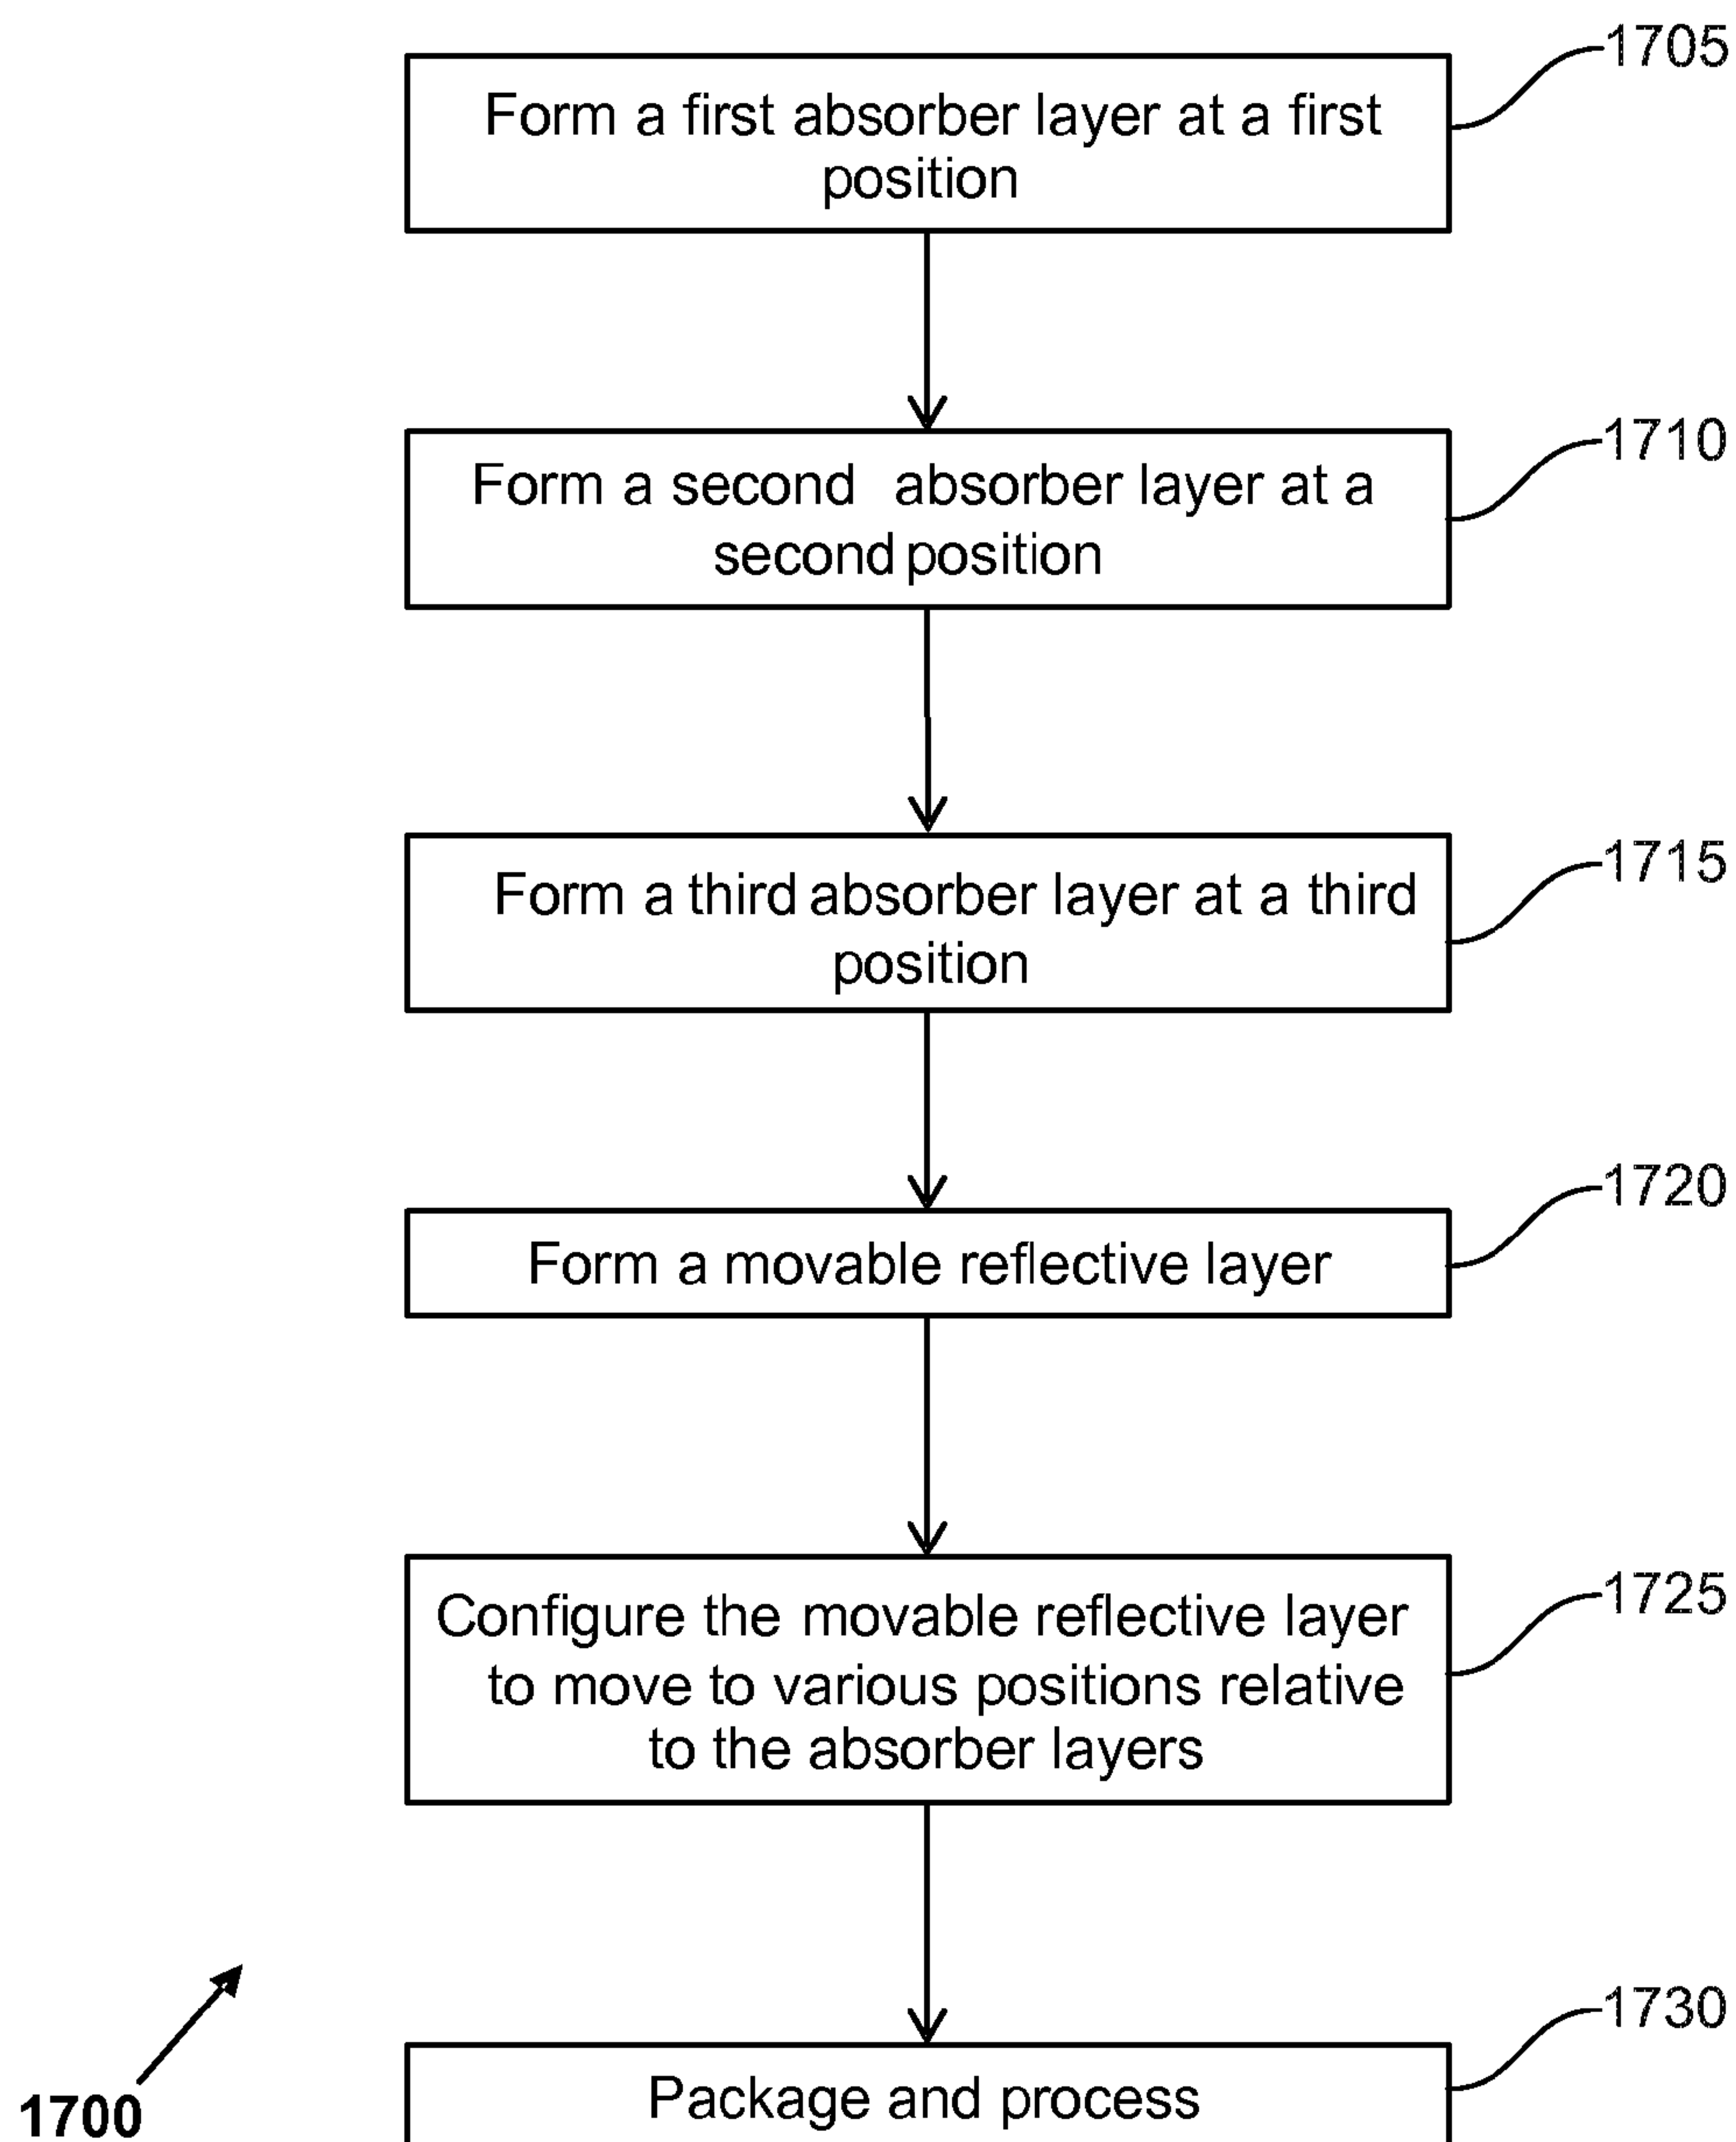 1705
Form a first absorber layer at a first
position
1710
Form a second absorber layer at a
second position
1715
Form a third absorber layer at a third
position
1720
Form a movable reflective layer
1725
Configure the movable reflective layer
to move to various positions relative
to the absorber layers
1730
Package and process
1700